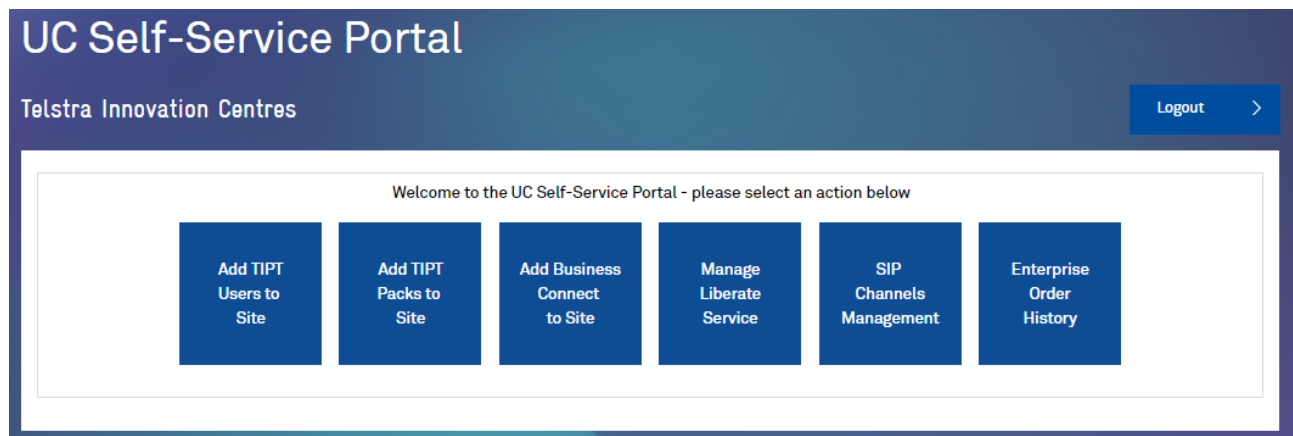 UC Self-Service Portal
Telstra Innovation Centres
Logout
Welcome to the UC Self-Service Portal - please select an action below
Add TIPT
Users to
Site
Add TIPT
Packs to
Site
Add Business
Connect
to Site
Manage
Liberate
Service
SIP
Channels
Management
Enterprise
Order
History